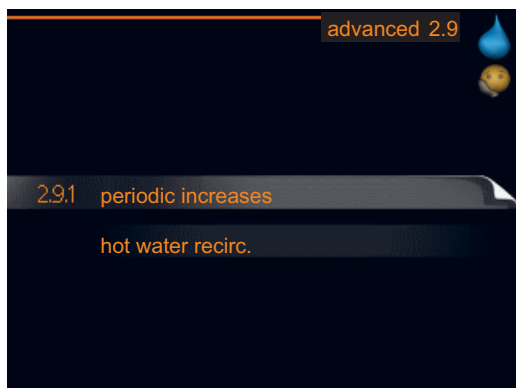 advanced 2.9
2.9.1 periodic increases
hot water recirc.